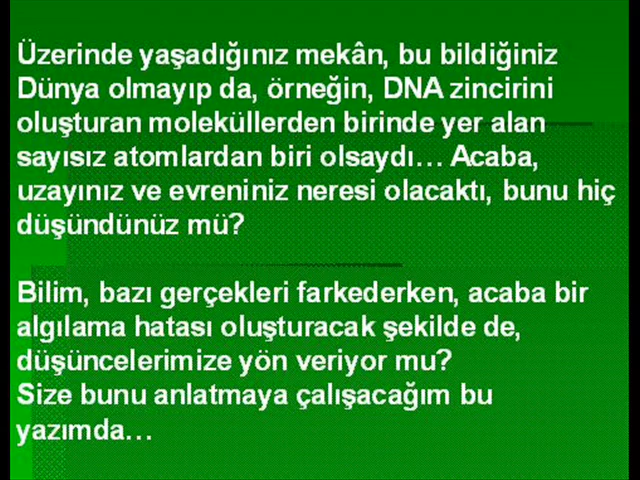 Üzerinde yaşadığınız mekân, bu bildiğiniz
Dünya olmayıp da, örneğin, DNA zincirini
oluşturan moleküllerden birinde yer alan
sayısız atomlardan biri olsaydı… Acaba,
uzayınız ve evreniniz neresi olacaktı, bunu hiç
düşündünüz mü?
Bilim, bazı gerçekleri farkederken, acaba bir
algılama hatası oluşturacak şekilde de,
düşüncelerimize yön veriyor mu?
Size bunu anlatmaya çalışacağım bu
yazımda…